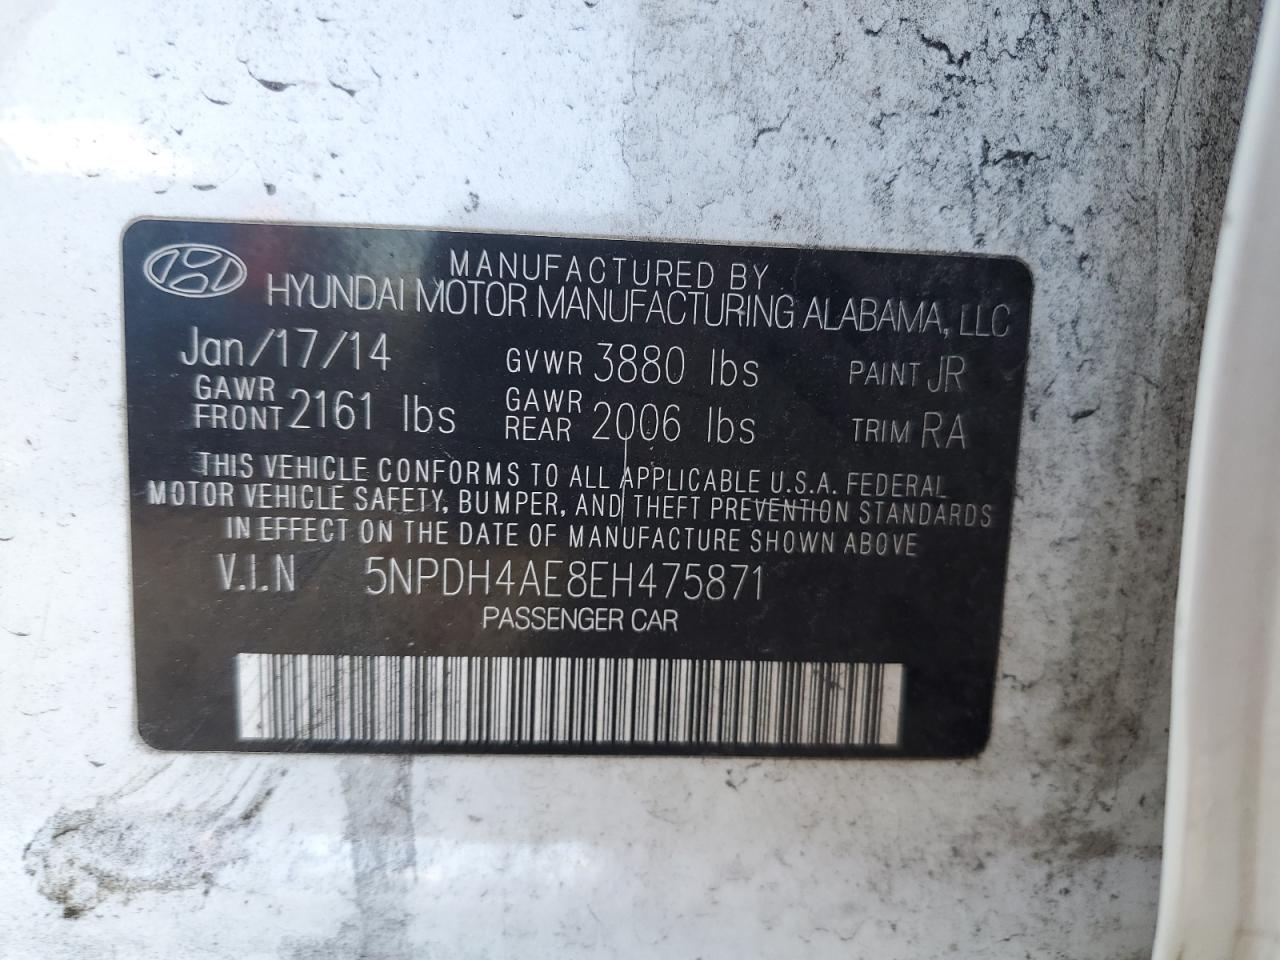 MANUFACTURED BY
HYUNDAI MOTOR MANUFACTURING ALABAMA, LLC
Jan/17/14 GVWR 3880 lbs PAINT JR
GAWR FRONT 2161 lbs GAWR REAR 2006 lbs TRIM RA
THIS VEHICLE CONFORMS TO ALL APPLICABLE U.S.A. FEDERAL
MOTOR VEHICLE SAFETY, BUMPER, AND THEFT PREVENTION STANDARDS
IN EFFECT ON THE DATE OF MANUFACTURE SHOWN ABOVE
V.I.N 5NPDH4AE8EH475871
PASSENGER CAR